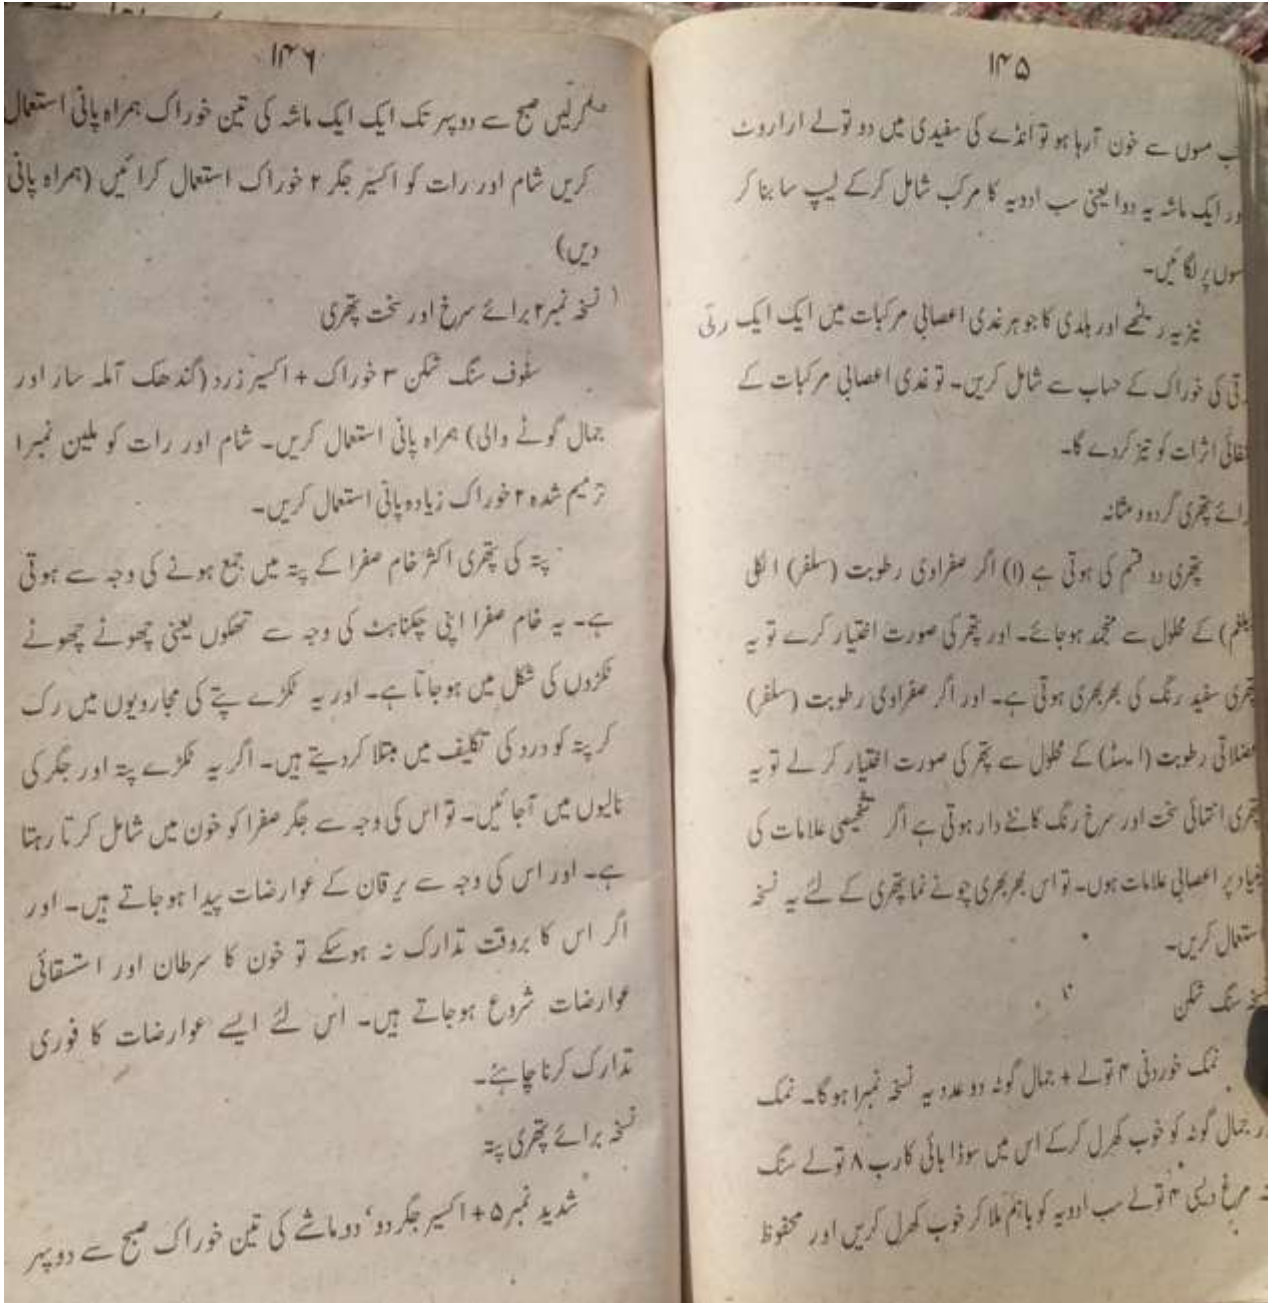 ۱۴۵
مسوں سے خون آرہا ہو تو انڈے کی سفیدی میں دو تولے اراروٹ
ور ایک ماشہ یہ دوا یعنی سب ادویہ کا مرکب شامل کرکے لیپ سا بنا کر
سوں پر لگائیں۔
نیز یہ ریٹھے اور ہلدی کا جوہر غدی اعصابی مرکبات میں ایک ایک رتی
رتی کی خوراک کے حساب سے شامل کریں۔ تو غدی اعصابی مرکبات کے
اثرات کو تیز کردے گا۔
رائے پتھری گردہ و مثانہ
پتھری دو قسم کی ہوتی ہے (۱) اگر صفراوی رطوبت (سلفر) الکلی
(بلغم) کے محلول سے منجمد ہوجائے۔ اور پتھر کی صورت اختیار کرے تو یہ
پتھری سفید رنگ کی بھربھری ہوتی ہے۔ اور اگر صفراوی رطوبت (سلفر)
عضلاتی رطوبت (ایسڈ) کے محلول سے پتھر کی صورت اختیار کر لے تو یہ
پتھری انتہائی سخت اور سرخ رنگ کانٹے دار ہوتی ہے اگر تشخیصی علامات کی
بنیاد پر اعصابی علامات ہوں۔ تو اس بھربھری چونے نما پتھری کے لئے یہ نسخہ
استعمال کریں۔
نسخہ سنگ شکن
نمک خوردنی ۴ تولے + جمال گوٹہ دو عدد یہ نسخہ نمبر۱ ہوگا۔ نمک
ور جمال گوٹہ کو خوب کھرل کرکے اس میں سوڈا بائی کارب ۸ تولے سنگ
مرغ دیسی ۴ تولے سب ادویہ کو باہم ملا کر خوب کھرل کریں اور محفوظ
۱۴۶
کرلیں صبح سے دوپہر تک ایک ایک ماشہ کی تین خوراک ہمراہ پانی استعمال
کریں شام اور رات کو اکسیر جگر ۲ خوراک استعمال کرائیں (ہمراہ پانی
دیں)
نسخہ نمبر۲ برائے سرخ اور سخت پتھری
سفوف سنگ شکن ۳ خوراک + اکسیر زرد (گندھک آملہ سار اور
جمال گوٹے والی) ہمراہ پانی استعمال کریں۔ شام اور رات کو ملین نمبر۱
ترمیم شدہ ۲ خوراک زیادہ پانی استعمال کریں۔
پتہ کی پتھری اکثر خام صفرا کے پتہ میں جمع ہونے کی وجہ سے ہوتی
ہے۔ یہ خام صفرا اپنی چکناہٹ کی وجہ سے تھکوں یعنی چھوٹے چھوٹے
ٹکڑوں کی شکل میں ہوجاتا ہے۔ اور یہ ٹکڑے پتے کی مجارویوں میں رک
کر پتہ کو درد کی تکلیف میں مبتلا کردیتے ہیں۔ اگر یہ ٹکڑے پتہ اور جگر کی
نالیوں میں آجائیں۔ تو اس کی وجہ سے جگر صفرا کو خون میں شامل کرتا رہتا
ہے۔ اور اس کی وجہ سے یرقان کے عوارضات پیدا ہوجاتے ہیں۔ اور
اگر اس کا بروقت تدارک نہ ہوسکے تو خون کا سرطان اور استسقائی
عوارضات شروع ہوجاتے ہیں۔ اس لئے ایسے عوارضات کا فوری
تدارک کرنا چاہئے۔
نسخہ برائے پتھری پتہ
شدید نمبر ۵ + اکسیر جگر دو، دو ماشے کی تین خوراک صبح سے دوپہر